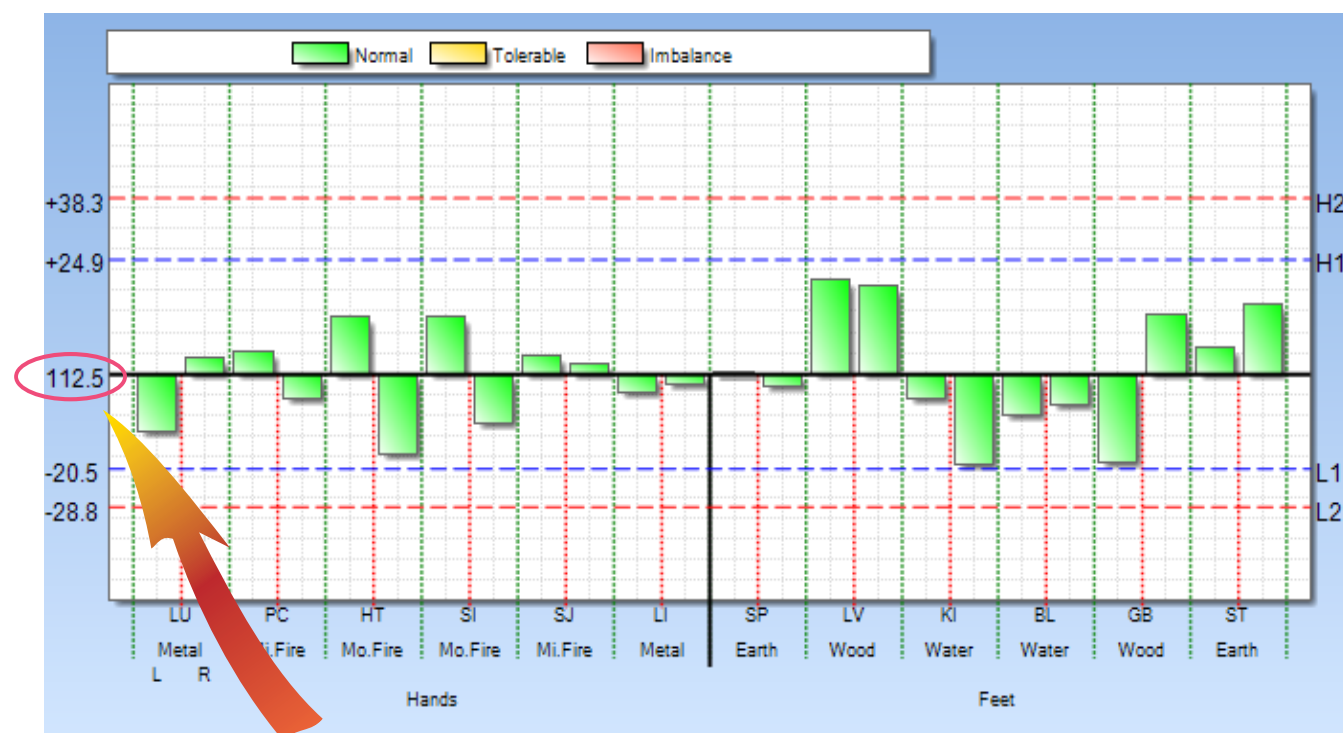 Normal Tolerable Imbalance
+38.3 H2
+24.9 H1
112.5
-20.5 L1
-28.8 L2
LU PC HT SI SJ LI SP LV KI BL GB ST
Metal i.Fire Mo.Fire Mo.Fire Mi.Fire Metal Earth Wood Water Water Wood Earth
L R
Hands Feet